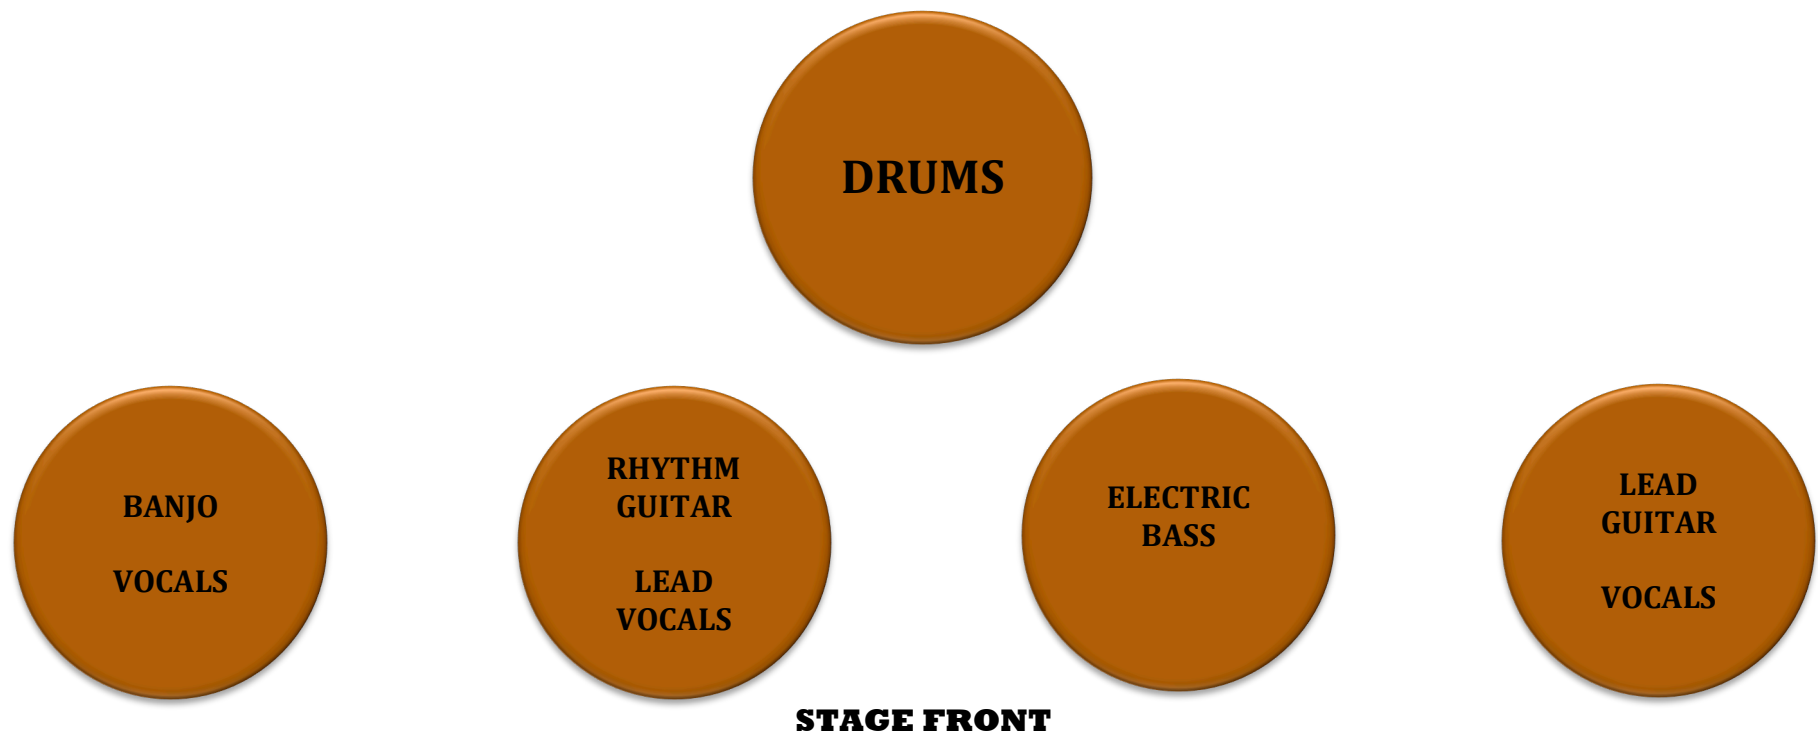 DRUMS
BANJO
VOCALS
RHYTHM
GUITAR
LEAD
VOCALS
ELECTRIC
BASS
LEAD
GUITAR
VOCALS
STAGE FRONT